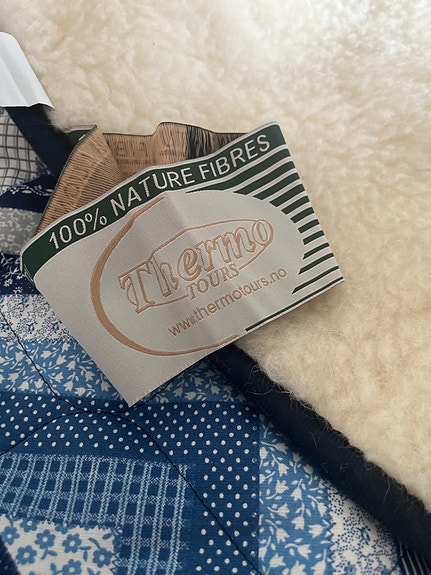 100% NATURE FIBRES
Thermo
TOURS
www.thermotours.no